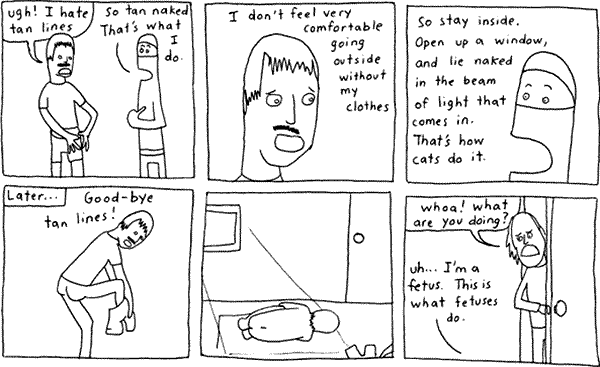 ugh! I hate
tan lines
So tan naked
That's what
I
do.
I don't feel very
comfortable
going
outside
without
my
clothes
So stay inside.
Open up a window,
and lie naked
in the beam
of light that
comes in.
That's how
cats do it.
Later...
Good-bye
tan lines!
whoa! what
are you doing?
uh... I'm a
fetus. This is
what fetuses
do.